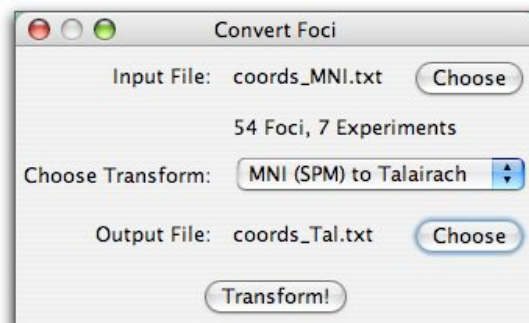 Convert Foci
Input File: coords_MNI.txt Choose
54 Foci, 7 Experiments
Choose Transform: MNI (SPM) to Talairach
Output File: coords_Tal.txt Choose
Transform!